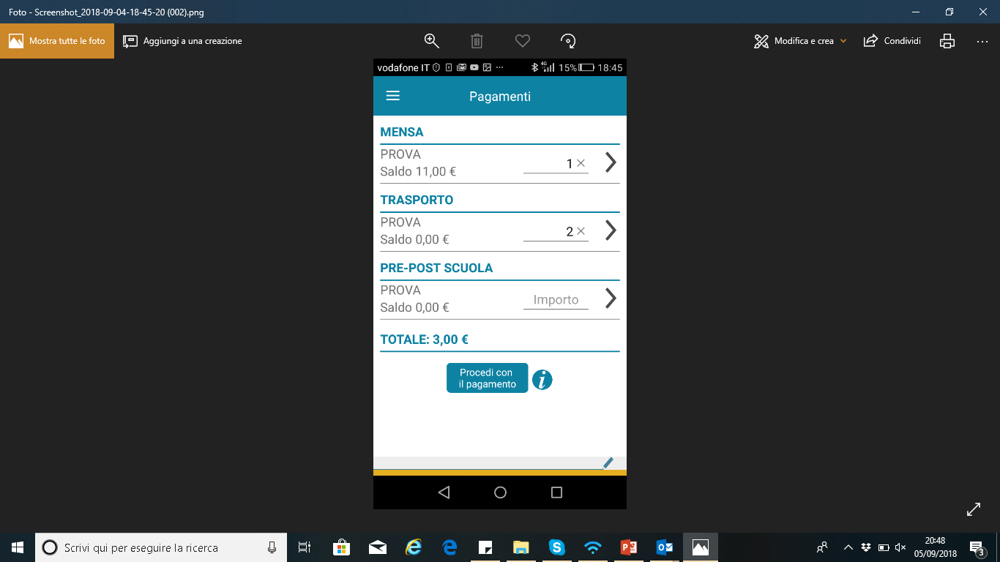 Foto - Screenshot_2018-09-04-18-45-20 (002).png
Mostra tutte le foto
Aggiungi a una creazione
Modifica e crea
Condividi
vodafone IT
4G
15%
18:45
Pagamenti
MENSA
PROVA
1
Saldo 11,00 €
TRASPORTO
PROVA
2
Saldo 0,00 €
PRE-POST SCUOLA
PROVA
Importo
Saldo 0,00 €
TOTALE: 3,00 €
Procedi con
il pagamento
i
Scrivi qui per eseguire la ricerca
20:48
05/09/2018
3